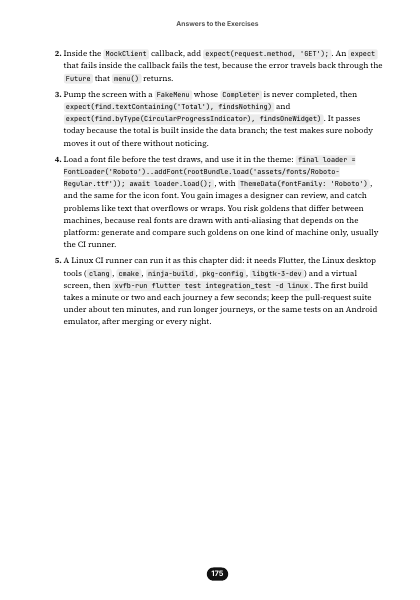 Answers to the Exercises
2. Inside the MockClient callback, add expect(request.method, 'GET'); . An expect
that fails inside the callback fails the test, because the error travels back through the
Future that menu() returns.
3. Pump the screen with a FakeMenu whose Completer is never completed, then
expect(find.textContaining('Total'), findsNothing) and
expect(find.byType(CircularProgressIndicator), findsOneWidget) . It passes
today because the total is built inside the data branch; the test makes sure nobody
moves it out of there without noticing.
4. Load a font file before the test draws, and use it in the theme: final loader =
FontLoader('Roboto')..addFont(rootBundle.load('assets/fonts/Roboto-
Regular.ttf')); await loader.load(); , with ThemeData(fontFamily: 'Roboto') ,
and the same for the icon font. You gain images a designer can review, and catch
problems like text that overflows or wraps. You risk goldens that differ between
machines, because real fonts are drawn with anti-aliasing that depends on the
platform: generate and compare such goldens on one kind of machine only, usually
the CI runner.
5. A Linux CI runner can run it as this chapter did: it needs Flutter, the Linux desktop
tools ( clang , cmake , ninja-build , pkg-config , libgtk-3-dev ) and a virtual
screen, then xvfb-run flutter test integration_test -d linux . The first build
takes a minute or two and each journey a few seconds; keep the pull-request suite
under about ten minutes, and run longer journeys, or the same tests on an Android
emulator, after merging or every night.
175